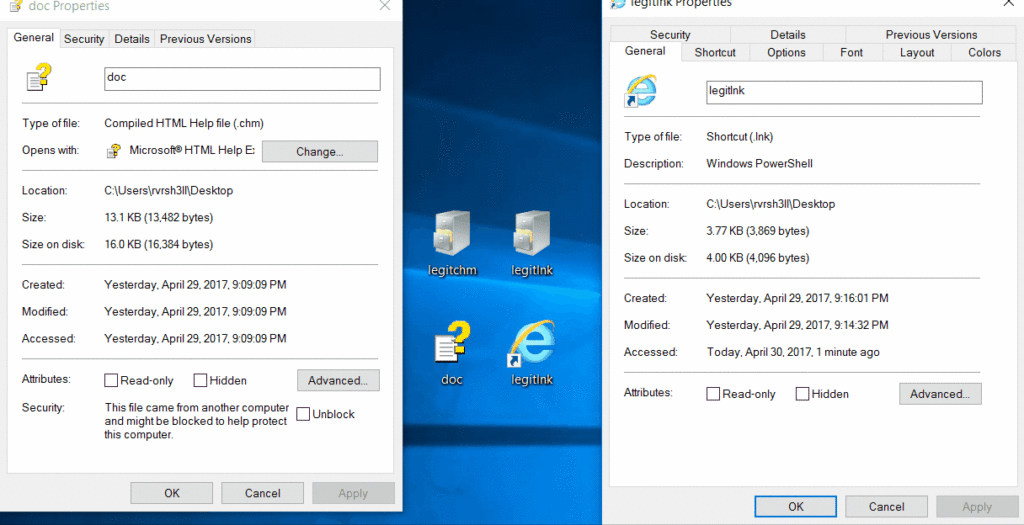 doc Properties
General Security Details Previous Versions
doc
Type of file: Compiled HTML Help file (.chm)
Opens with: Microsoft® HTML Help E: Change...
Location: C:\Users\rvrsh3ll\Desktop
Size: 13.1 KB (13,482 bytes)
Size on disk: 16.0 KB (16,384 bytes)
Created: Yesterday, April 29, 2017, 9:09:09 PM
Modified: Yesterday, April 29, 2017, 9:09:09 PM
Accessed: Yesterday, April 29, 2017, 9:09:09 PM
Attributes: Read-only Hidden Advanced...
Security: This file came from another computer
and might be blocked to help protect
this computer.
Unblock
OK Cancel Apply
legitchm legitlnk
doc legitlnk
legitlnk Properties
Security Details Previous Versions
General Shortcut Options Font Layout Colors
legitlnk
Type of file: Shortcut (.lnk)
Description: Windows PowerShell
Location: C:\Users\rvrsh3ll\Desktop
Size: 3.77 KB (3,869 bytes)
Size on disk: 4.00 KB (4,096 bytes)
Created: Yesterday, April 29, 2017, 9:16:01 PM
Modified: Yesterday, April 29, 2017, 9:14:32 PM
Accessed: Today, April 30, 2017, 1 minute ago
Attributes: Read-only Hidden Advanced...
OK Cancel Apply